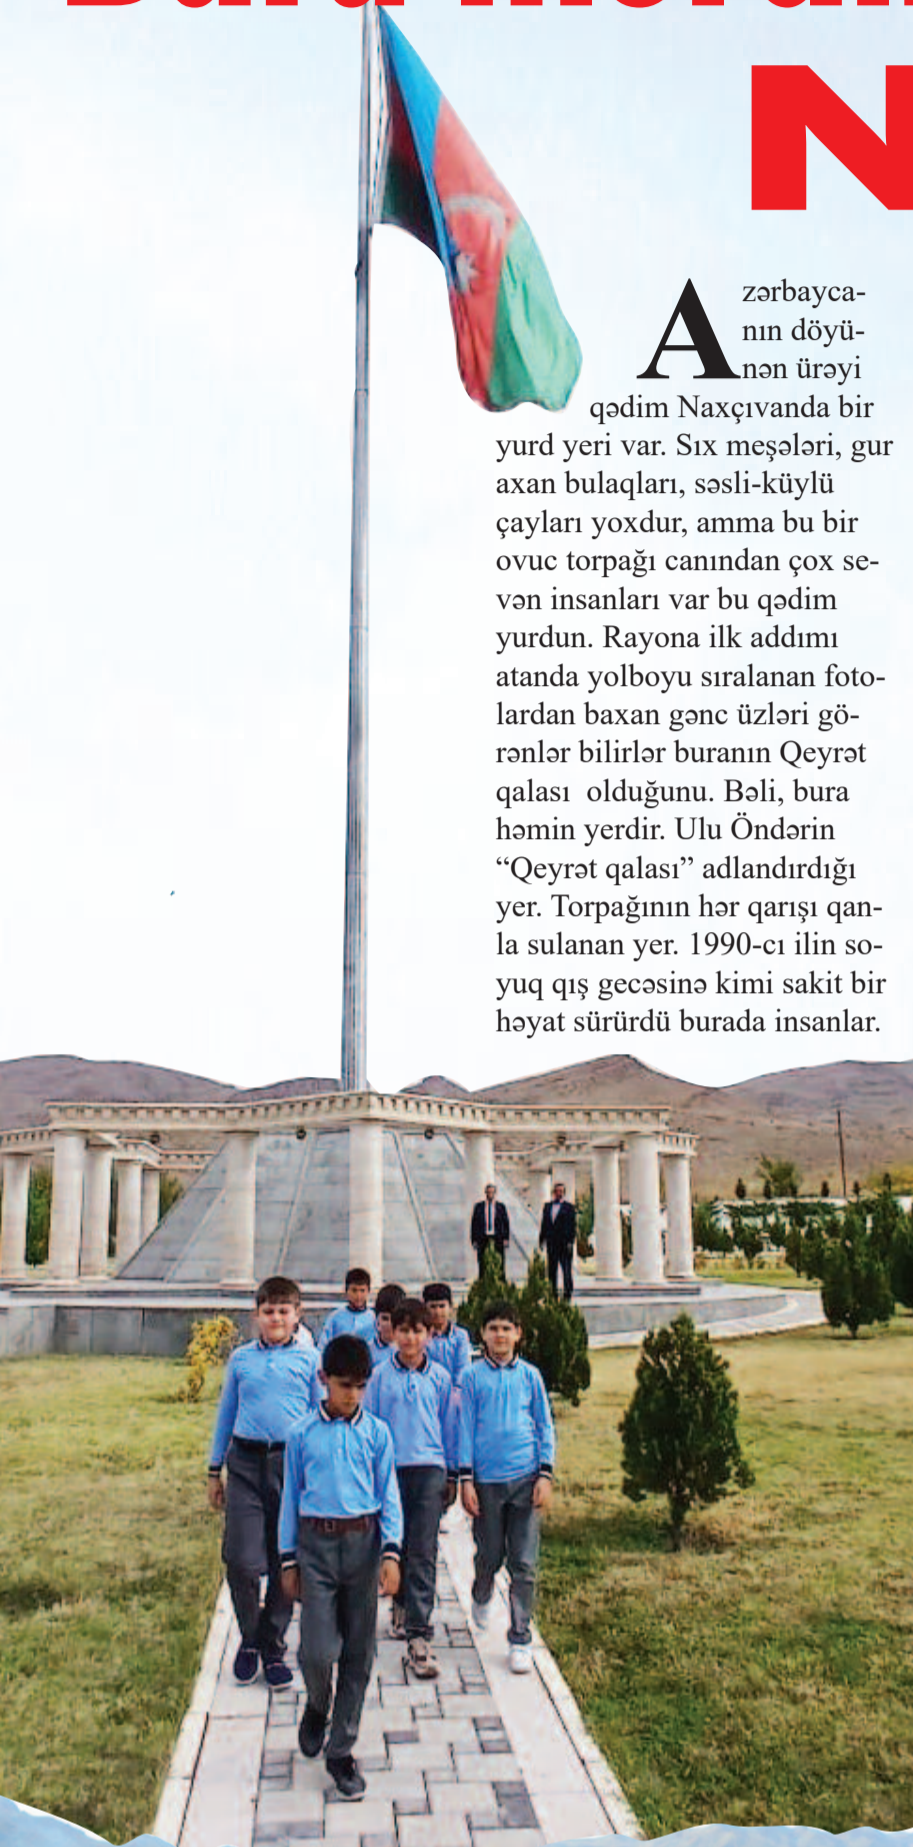 N
Azərbayca-
nın döyü-
nən ürəyi
qədim Naxçıvanda bir
yurd yeri var. Sıx meşələri, gur
axan bulaqları, səsli-küylü
çayları yoxdur, amma bu bir
ovuc torpağı canından çox se-
vən insanları var bu qədim
yurdun. Rayona ilk addımı
atanda yolboyu sıralanan foto-
lardan baxan gənc üzləri gö-
rənlər bilirlər buranın Qeyrət
qalası  olduğunu. Bəli, bura
həmin yerdir. Ulu Öndərin
“Qeyrət qalası” adlandırdığı
yer. Torpağının hər qarışı qan-
la sulanan yer. 1990-cı ilin so-
yuq qış gecəsinə kimi sakit bir
həyat sürürdü burada insanlar.